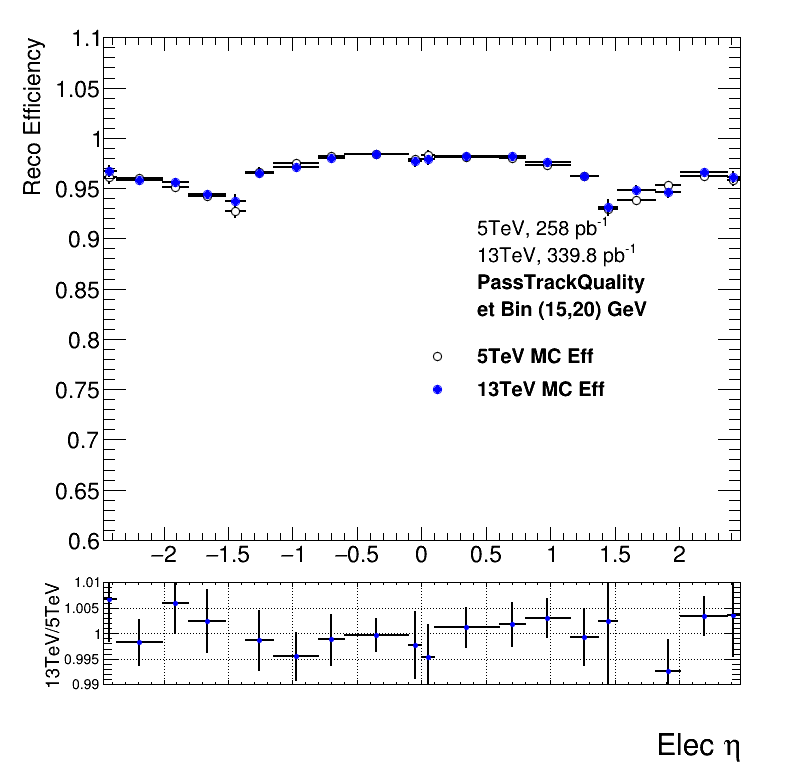 Reco Efficiency
1.1
1.05
1
0.95
0.9
0.85
0.8
0.75
0.7
0.65
0.6
5TeV, 258 pb⁻¹
13TeV, 339.8 pb⁻¹
PassTrackQuality
et Bin (15,20) GeV
5TeV MC Eff
13TeV MC Eff
−2 −1.5 −1 −0.5 0 0.5 1 1.5 2
13TeV/5TeV
1.01
1.005
1
0.995
0.99
Elec η